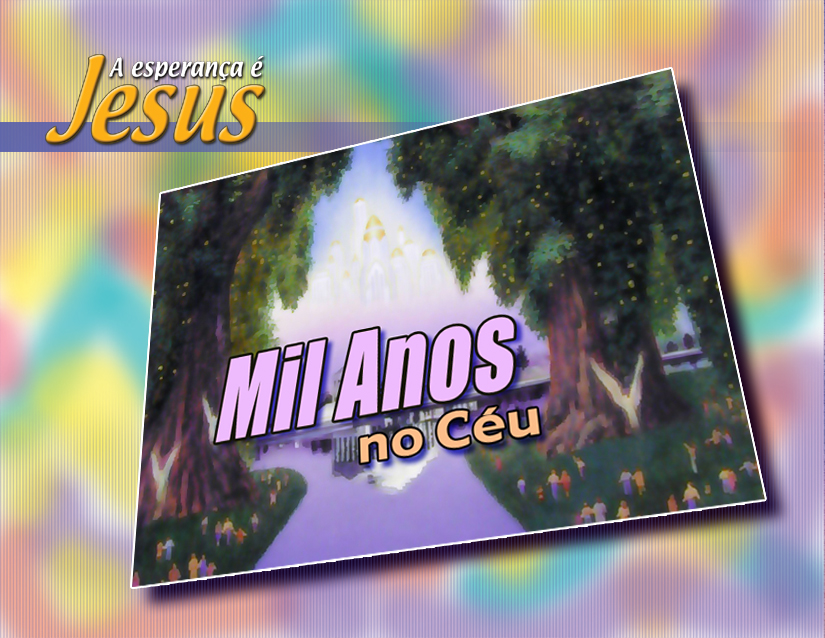 A esperança é
Jesus
Mil Anos
no Céu